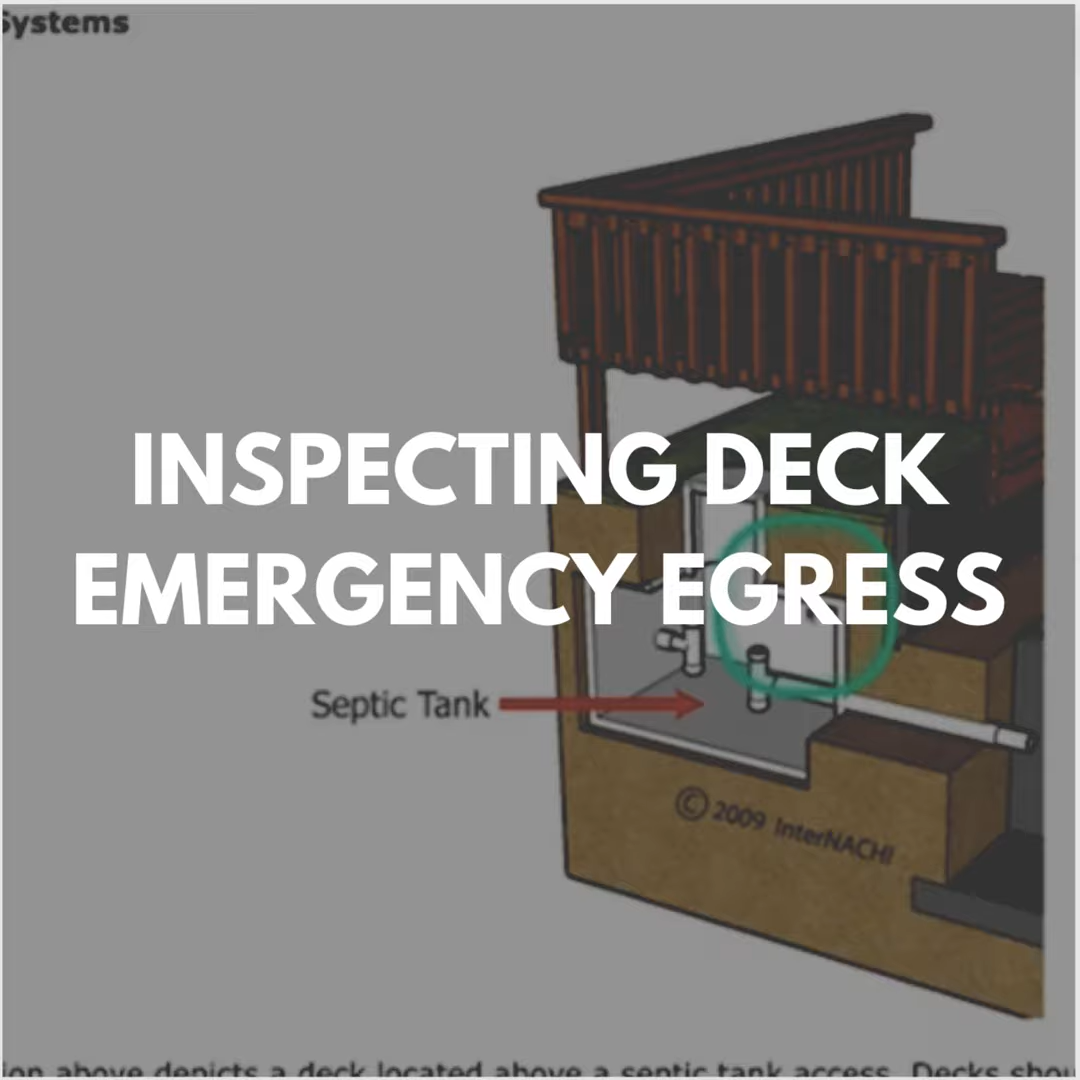 Systems
INSPECTING DECK
EMERGENCY EGRESS
Septic Tank
© 2009 InterNACHI
ion above depicts a deck located above a septic tank access. Decks shou